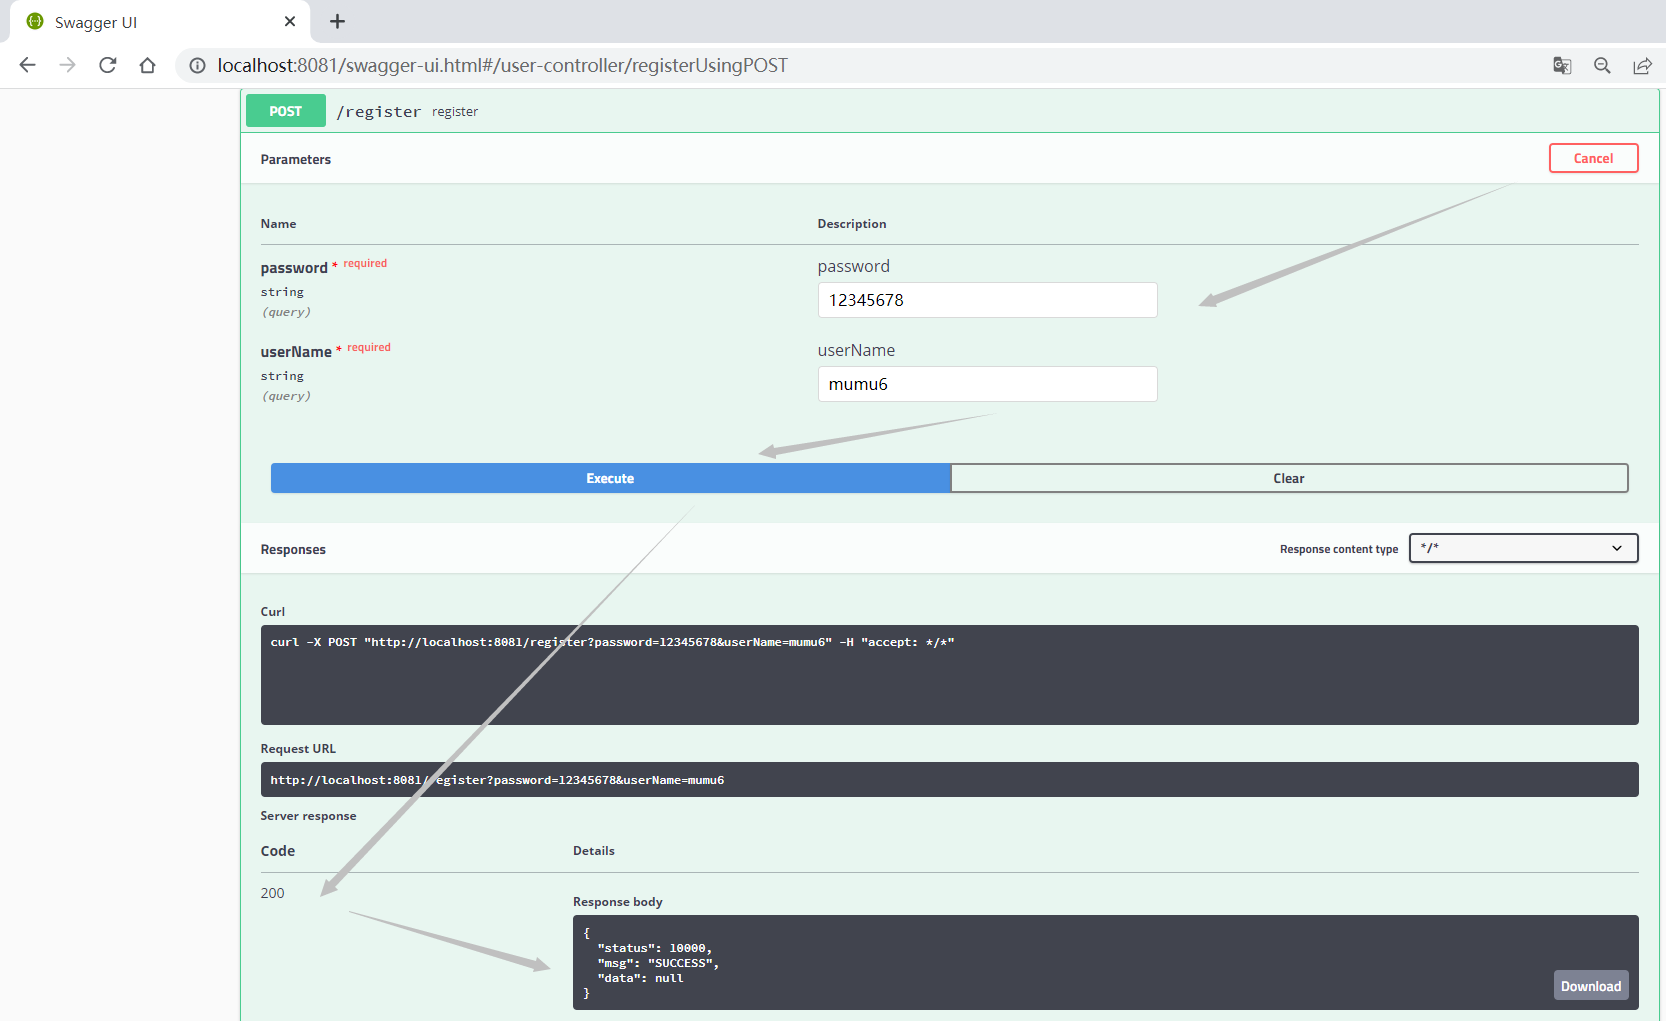 Swagger UI
localhost:8081/swagger-ui.html#/user-controller/registerUsingPOST
POST /register register
Parameters Cancel
Name Description
password * required password
string 12345678
(query)
userName * required userName
string mumu6
(query)
Execute Clear
Responses Response content type */*
Curl
curl -X POST "http://localhost:8081/register?password=12345678&userName=mumu6" -H "accept: */*"
Request URL
http://localhost:8081/register?password=12345678&userName=mumu6
Server response
Code Details
200
Response body
{
"status": 10000,
"msg": "SUCCESS",
"data": null
}
Download